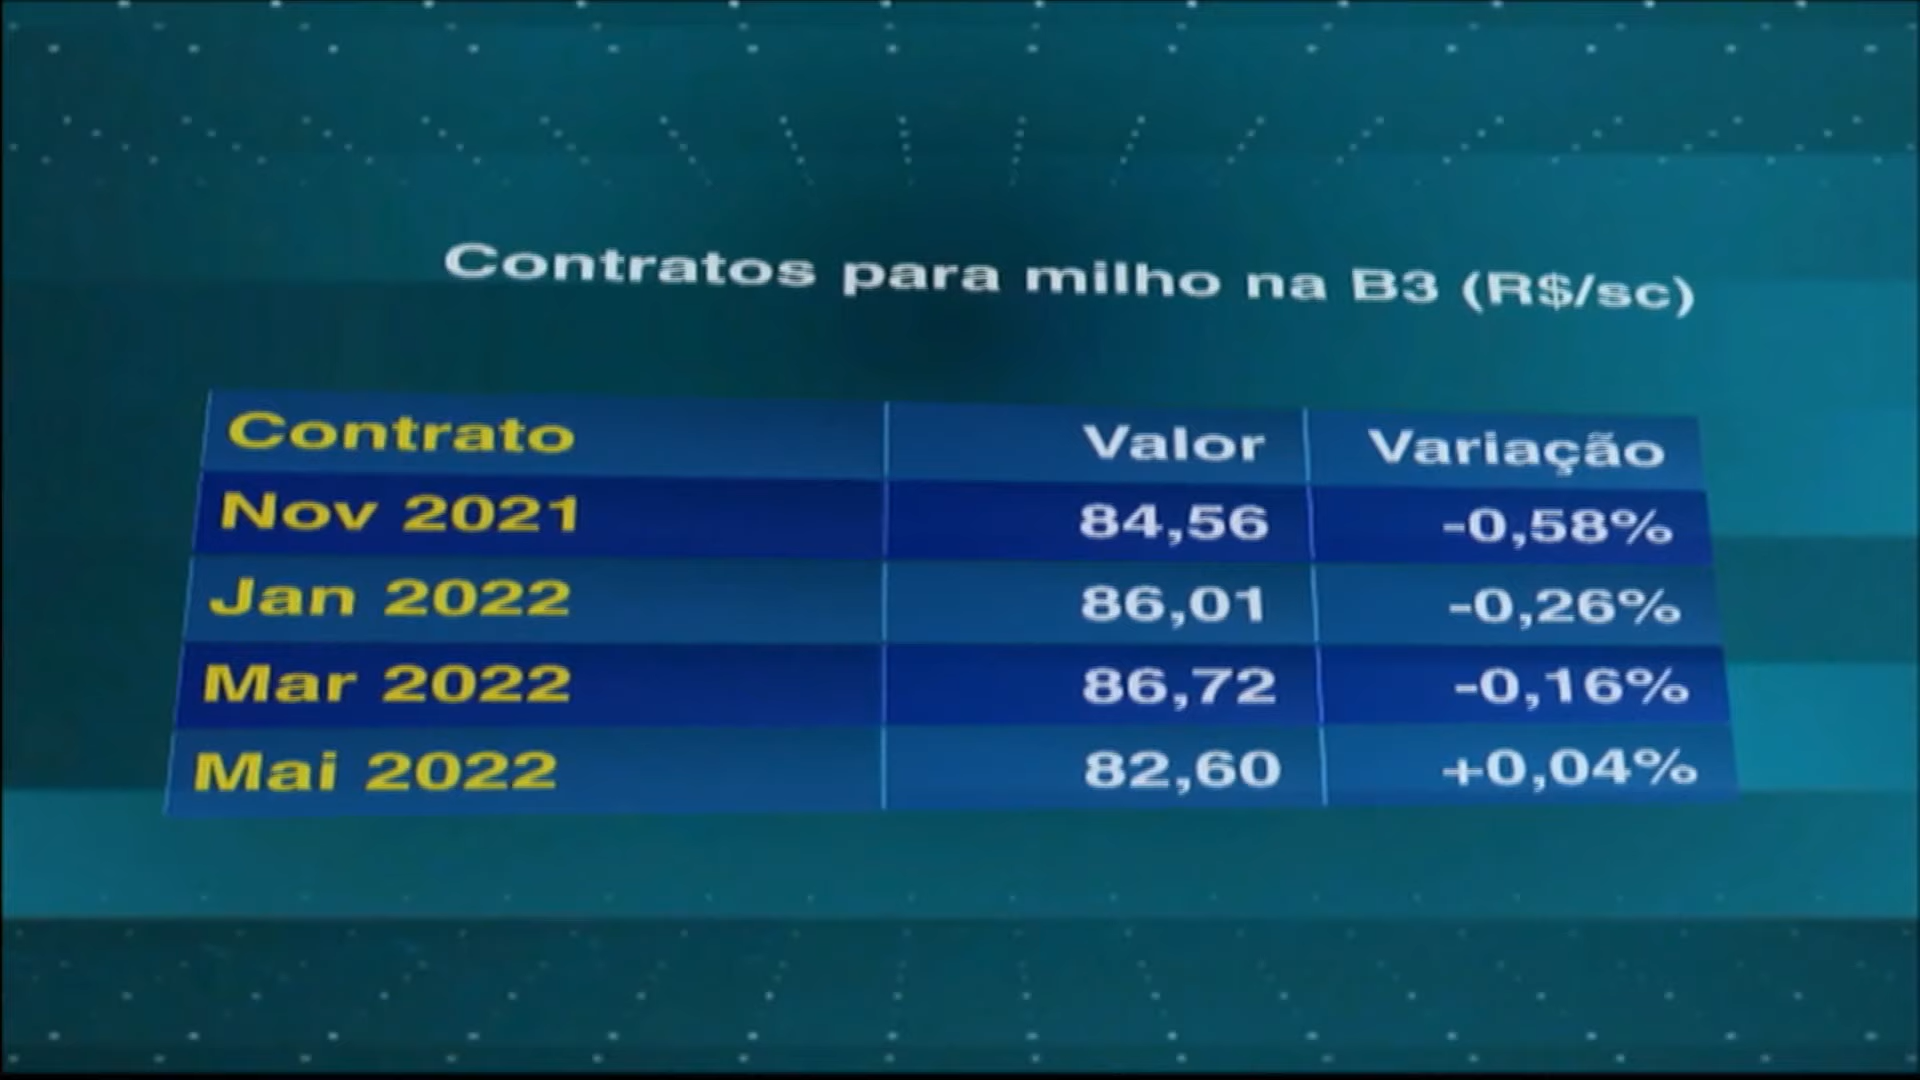 Contratos para milho na B3 (R$/sc)
Contrato Valor Variação
Nov 2021 84,56 -0,58%
Jan 2022 86,01 -0,26%
Mar 2022 86,72 -0,16%
Mai 2022 82,60 +0,04%